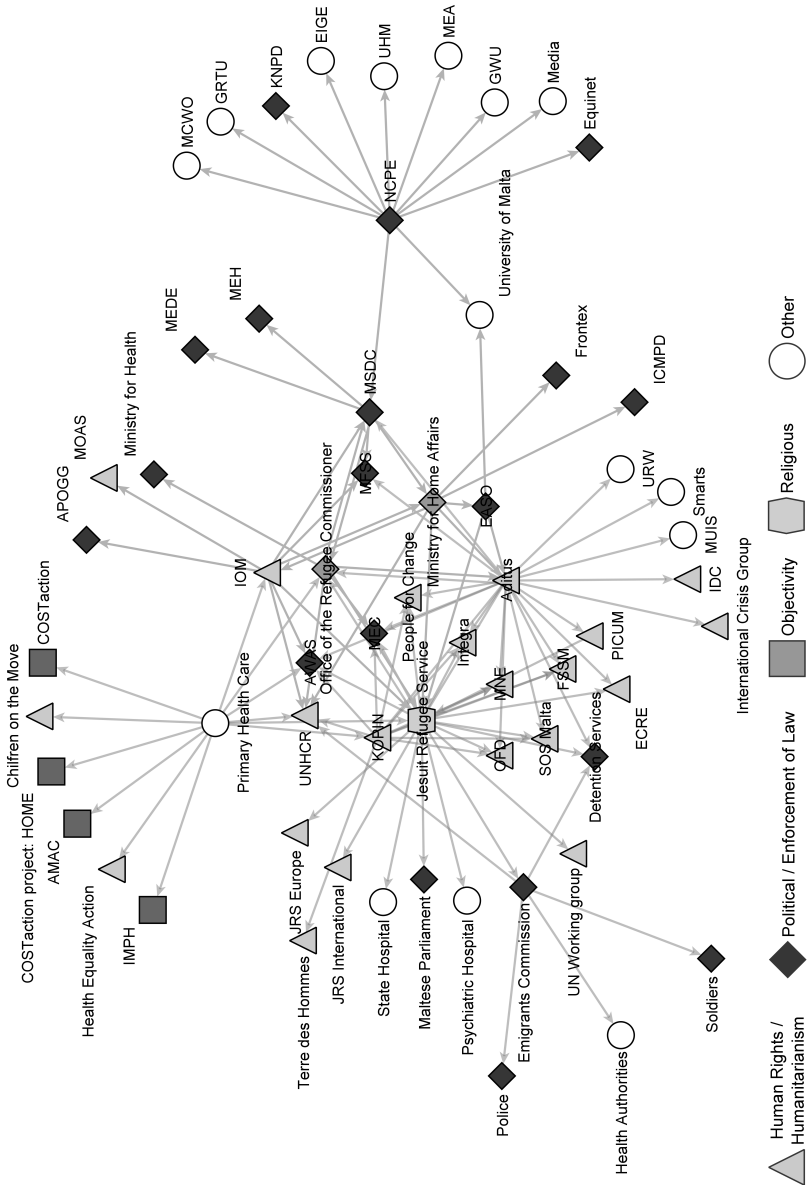 MCWO
GRTU
KNPD
EIGE
UHM
MEA
GWU
Media
Equinet
NCPE
University of Malta
MEH
MEDE
MSDC
Ministry for Health
MOAS
APOGG
Frontex
ICMPD
MFSS
Ministry for Home Affairs
EASO
URW
Smarts
MUIS
IDC
International Crisis Group
IOM
Office of the Refugee Commissioner
People for Change
Aditus
COSTaction
Chilfren on the Move
AWAS
MEC
Integra
PICUM
Primary Health Care
UNHCR
KOPIN
Jesuit Refugee Service
MNE
FSSM
ECRE
OFD
SOS Malta
Detention Services
COSTaction project: HOME
AMAC
Health Equality Action
IMPH
JRS Europe
Terre des Hommes
JRS International
State Hospital
Maltese Parliament
Psychiatric Hospital
Emigrants Commission
UN Working group
Police
Health Authorities
Soldiers
Human Rights /
Humanitarianism
Political / Enforcement of Law
Objectivity
Religious
Other